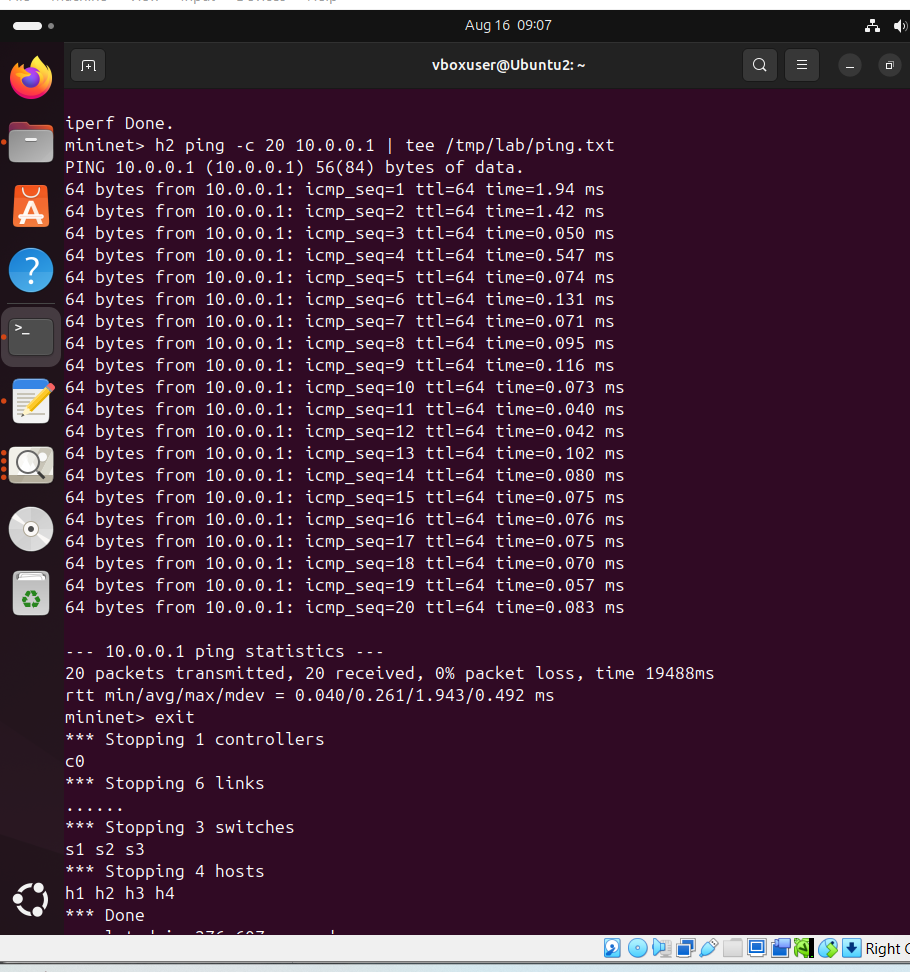 Aug 16 09:07
vboxuser@Ubuntu2: ~
iperf Done.
mininet> h2 ping -c 20 10.0.0.1 | tee /tmp/lab/ping.txt
PING 10.0.0.1 (10.0.0.1) 56(84) bytes of data.
64 bytes from 10.0.0.1: icmp_seq=1 ttl=64 time=1.94 ms
64 bytes from 10.0.0.1: icmp_seq=2 ttl=64 time=1.42 ms
64 bytes from 10.0.0.1: icmp_seq=3 ttl=64 time=0.050 ms
64 bytes from 10.0.0.1: icmp_seq=4 ttl=64 time=0.547 ms
64 bytes from 10.0.0.1: icmp_seq=5 ttl=64 time=0.074 ms
64 bytes from 10.0.0.1: icmp_seq=6 ttl=64 time=0.131 ms
64 bytes from 10.0.0.1: icmp_seq=7 ttl=64 time=0.071 ms
64 bytes from 10.0.0.1: icmp_seq=8 ttl=64 time=0.095 ms
64 bytes from 10.0.0.1: icmp_seq=9 ttl=64 time=0.116 ms
64 bytes from 10.0.0.1: icmp_seq=10 ttl=64 time=0.073 ms
64 bytes from 10.0.0.1: icmp_seq=11 ttl=64 time=0.040 ms
64 bytes from 10.0.0.1: icmp_seq=12 ttl=64 time=0.042 ms
64 bytes from 10.0.0.1: icmp_seq=13 ttl=64 time=0.102 ms
64 bytes from 10.0.0.1: icmp_seq=14 ttl=64 time=0.080 ms
64 bytes from 10.0.0.1: icmp_seq=15 ttl=64 time=0.075 ms
64 bytes from 10.0.0.1: icmp_seq=16 ttl=64 time=0.076 ms
64 bytes from 10.0.0.1: icmp_seq=17 ttl=64 time=0.075 ms
64 bytes from 10.0.0.1: icmp_seq=18 ttl=64 time=0.070 ms
64 bytes from 10.0.0.1: icmp_seq=19 ttl=64 time=0.057 ms
64 bytes from 10.0.0.1: icmp_seq=20 ttl=64 time=0.083 ms
--- 10.0.0.1 ping statistics ---
20 packets transmitted, 20 received, 0% packet loss, time 19488ms
rtt min/avg/max/mdev = 0.040/0.261/1.943/0.492 ms
mininet> exit
*** Stopping 1 controllers
c0
*** Stopping 6 links
......
*** Stopping 3 switches
s1 s2 s3
*** Stopping 4 hosts
h1 h2 h3 h4
*** Done
Right